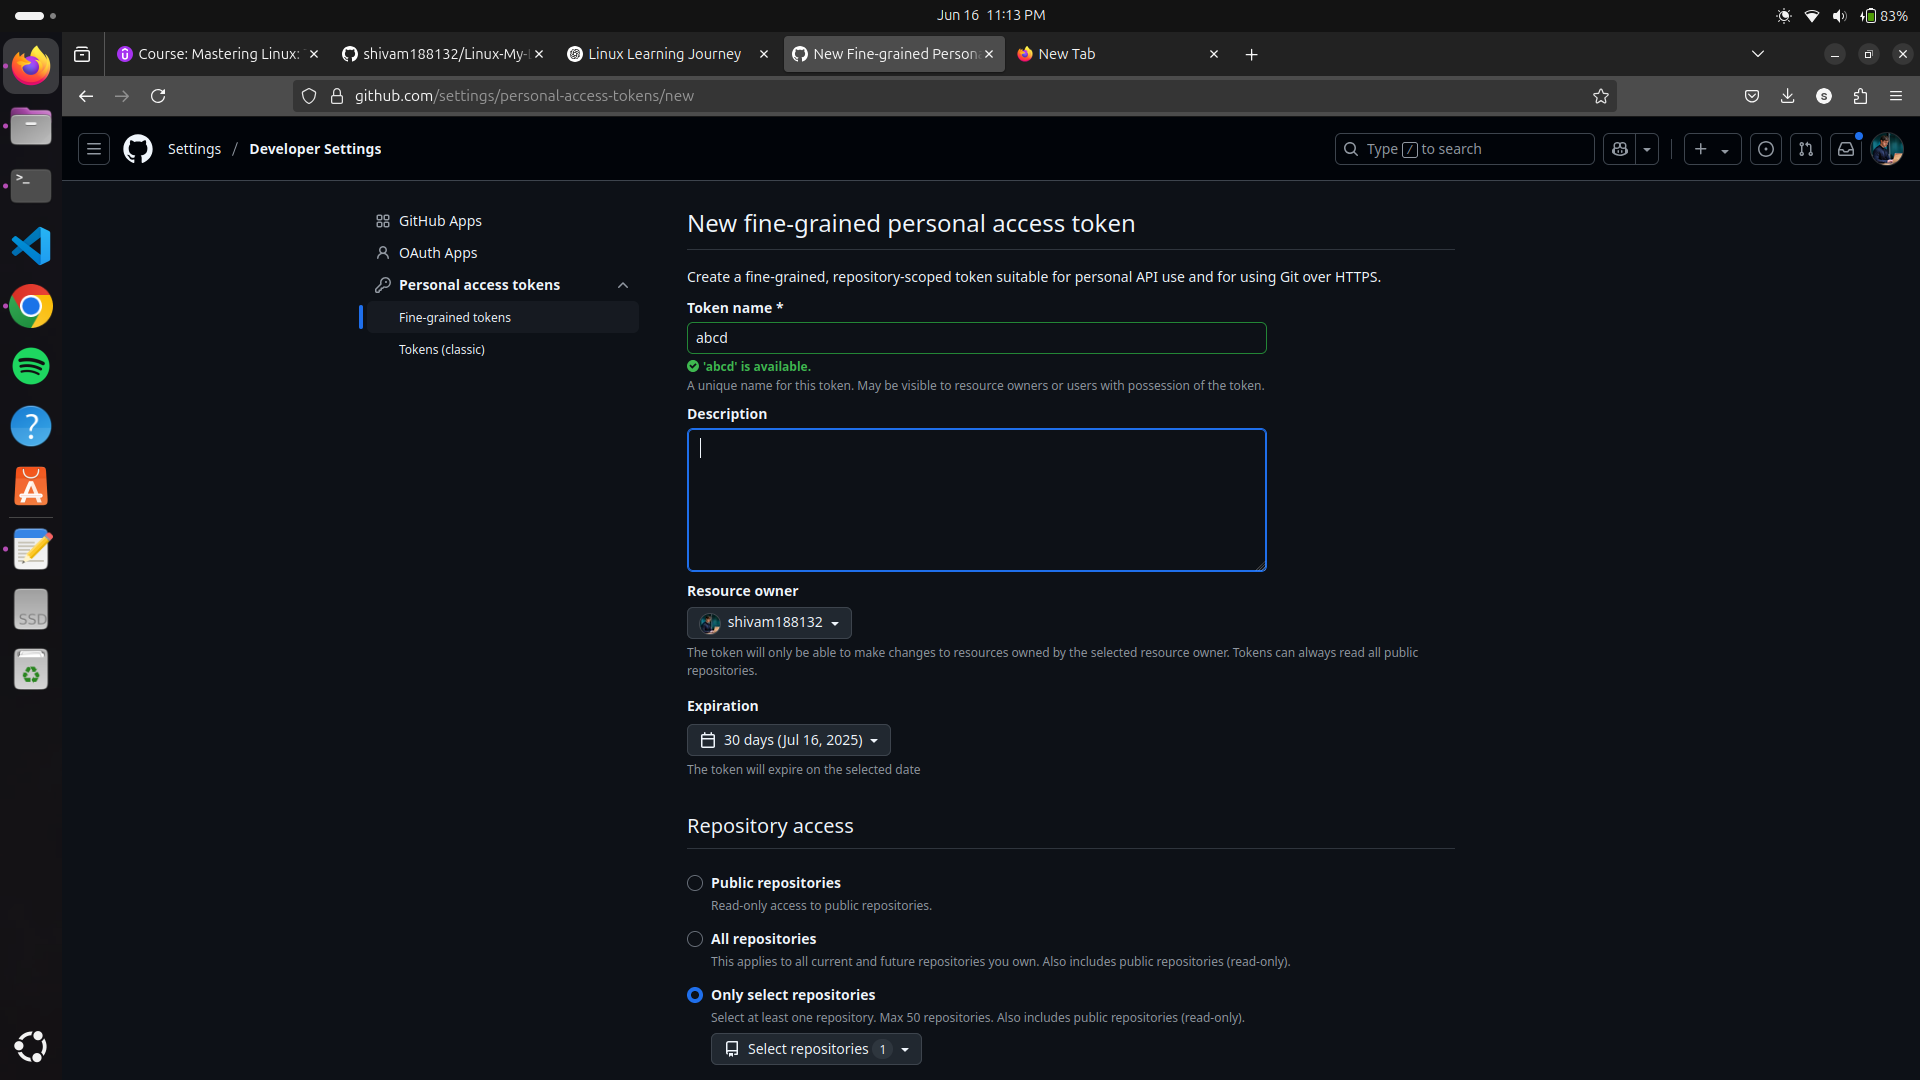 Jun 16 11:13 PM
83%
Course: Mastering Linux:
shivam188132/Linux-My-
Linux Learning Journey
New Fine-grained Person
New Tab
github.com/settings/personal-access-tokens/new
S
Settings / Developer Settings
Type / to search
GitHub Apps
OAuth Apps
Personal access tokens
Fine-grained tokens
Tokens (classic)
New fine-grained personal access token
Create a fine-grained, repository-scoped token suitable for personal API use and for using Git over HTTPS.
Token name *
abcd
'abcd' is available.
A unique name for this token. May be visible to resource owners or users with possession of the token.
Description
Resource owner
shivam188132
The token will only be able to make changes to resources owned by the selected resource owner. Tokens can always read all public
repositories.
Expiration
30 days (Jul 16, 2025)
The token will expire on the selected date
Repository access
Public repositories
Read-only access to public repositories.
All repositories
This applies to all current and future repositories you own. Also includes public repositories (read-only).
Only select repositories
Select at least one repository. Max 50 repositories. Also includes public repositories (read-only).
Select repositories 1
SSD